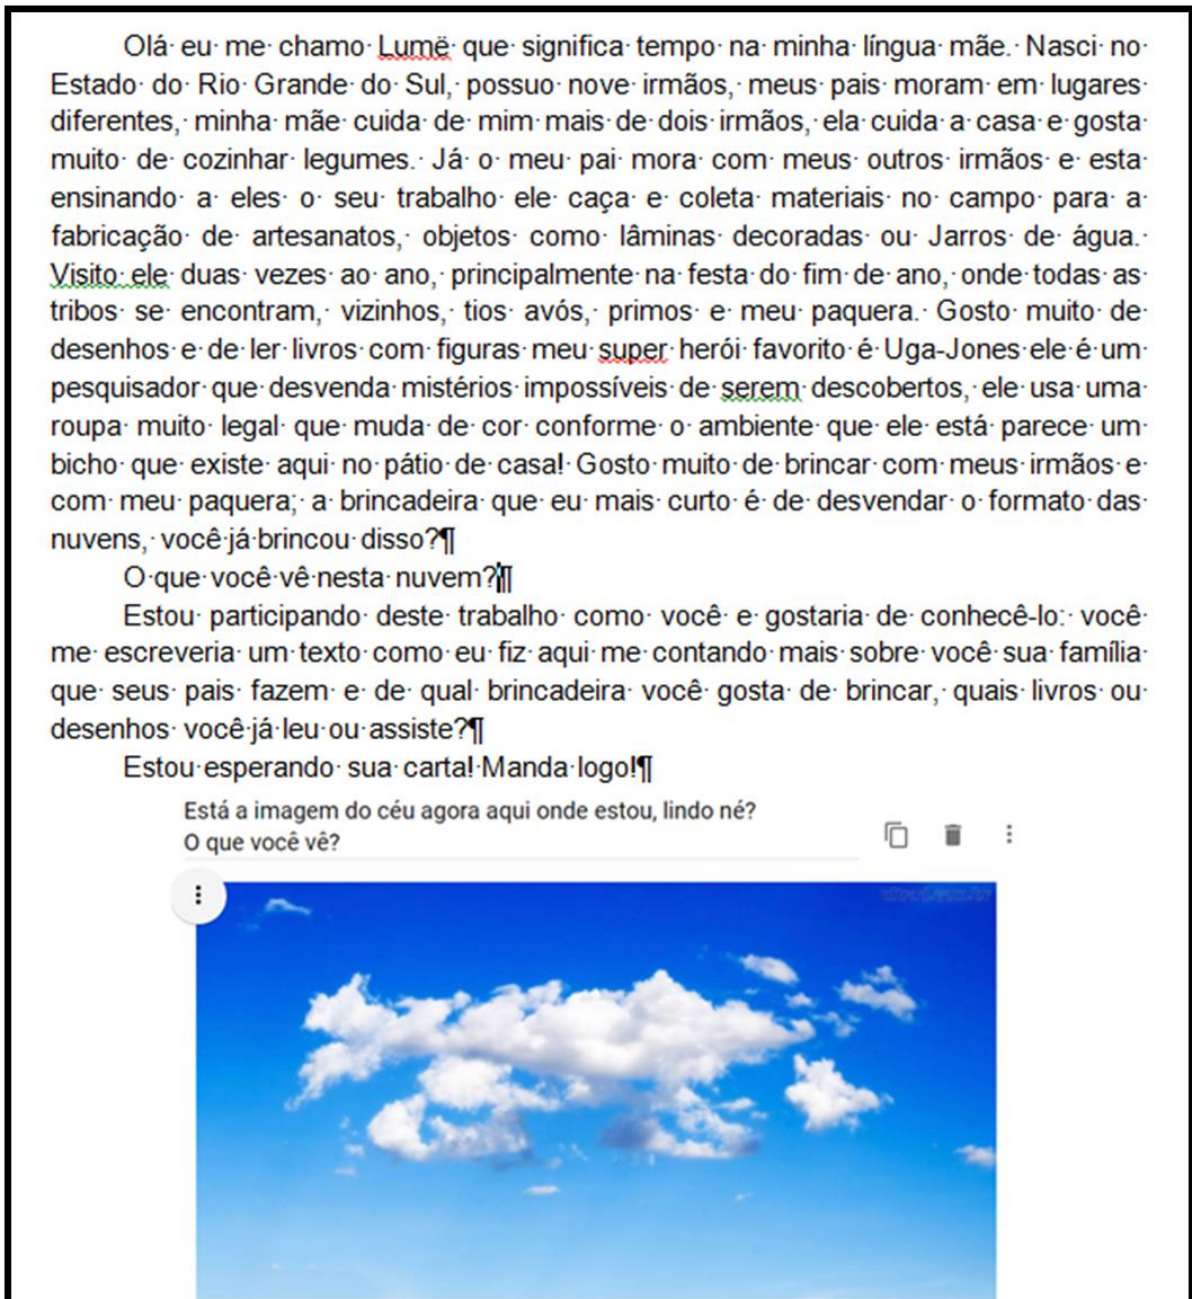 Olá eu me chamo Lumë que significa tempo na minha língua mãe. Nasci no
Estado do Rio Grande do Sul, possuo nove irmãos, meus pais moram em lugares
diferentes, minha mãe cuida de mim mais de dois irmãos, ela cuida a casa e gosta
muito de cozinhar legumes. Já o meu pai mora com meus outros irmãos e esta
ensinando a eles o seu trabalho ele caça e coleta materiais no campo para a
fabricação de artesanatos, objetos como lâminas decoradas ou Jarros de água.
Visito ele duas vezes ao ano, principalmente na festa do fim de ano, onde todas as
tribos se encontram, vizinhos, tios avós, primos e meu paquera. Gosto muito de
desenhos e de ler livros com figuras meu super herói favorito é Uga-Jones ele é um
pesquisador que desvenda mistérios impossíveis de serem descobertos, ele usa uma
roupa muito legal que muda de cor conforme o ambiente que ele está parece um
bicho que existe aqui no pátio de casa! Gosto muito de brincar com meus irmãos e
com meu paquera; a brincadeira que eu mais curto é de desvendar o formato das
nuvens, você já brincou disso?¶
O que você vê nesta nuvem?¶
Estou participando deste trabalho como você e gostaria de conhecê-lo: você
me escreveria um texto como eu fiz aqui me contando mais sobre você sua família
que seus pais fazem e de qual brincadeira você gosta de brincar, quais livros ou
desenhos você já leu ou assiste?¶
Estou esperando sua carta! Manda logo!¶
Está a imagem do céu agora aqui onde estou, lindo né?
O que você vê?